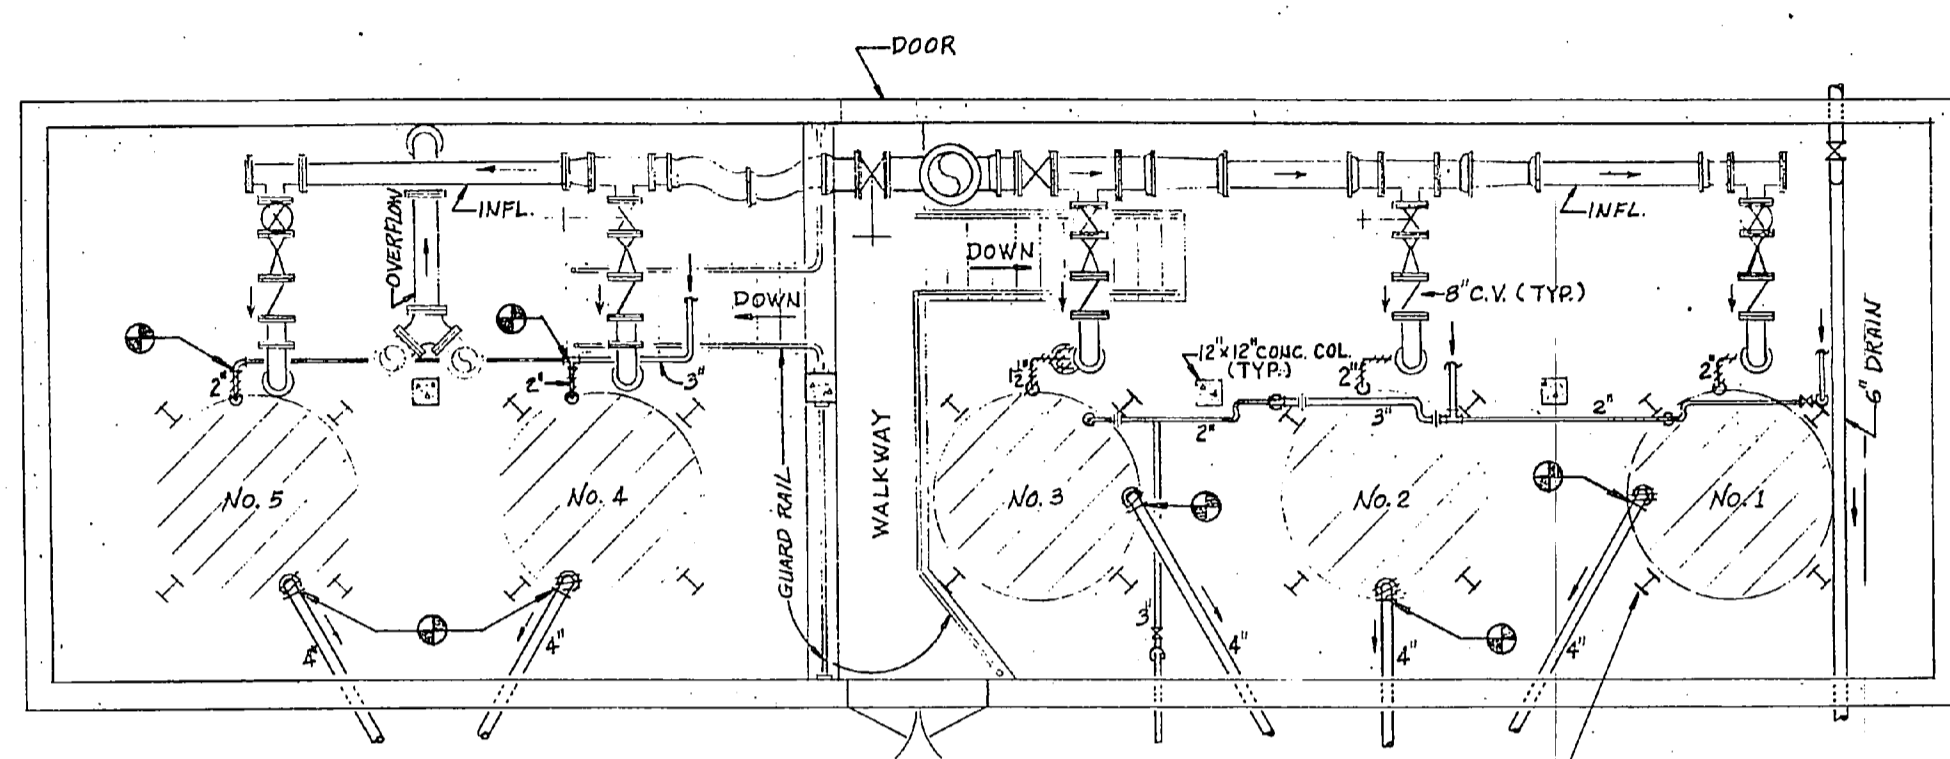 DOOR
INFL.
OVERFLOW
INFL.
DOWN
DOWN
8" C.V. (TYP.)
12"x12" CONC. COL.
(TYP.)
2"
2"
3"
1½"
2"
2"
6" DRAIN
2"
3"
2"
WALKWAY
GUARD RAIL
No. 5
No. 4
No. 3
No. 2
No. 1
3"
4"
4"
4"
4"
4"